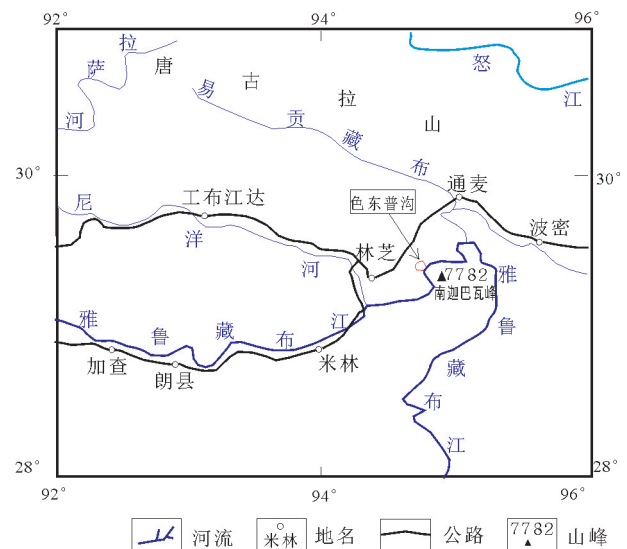 92°
94°
96°
32°
拉
萨
河
唐
古
拉
山
怒
江
易
贡
藏
布
30°
30°
尼
洋
河
工布江达
色东普沟
通麦
波密
林芝
7782
南迦巴瓦峰
雅
鲁
藏
布
江
雅
鲁
藏
布
江
加查
朗县
米林
28°
28°
92°
94°
96°
河流
米林
地名
公路
7782
山峰